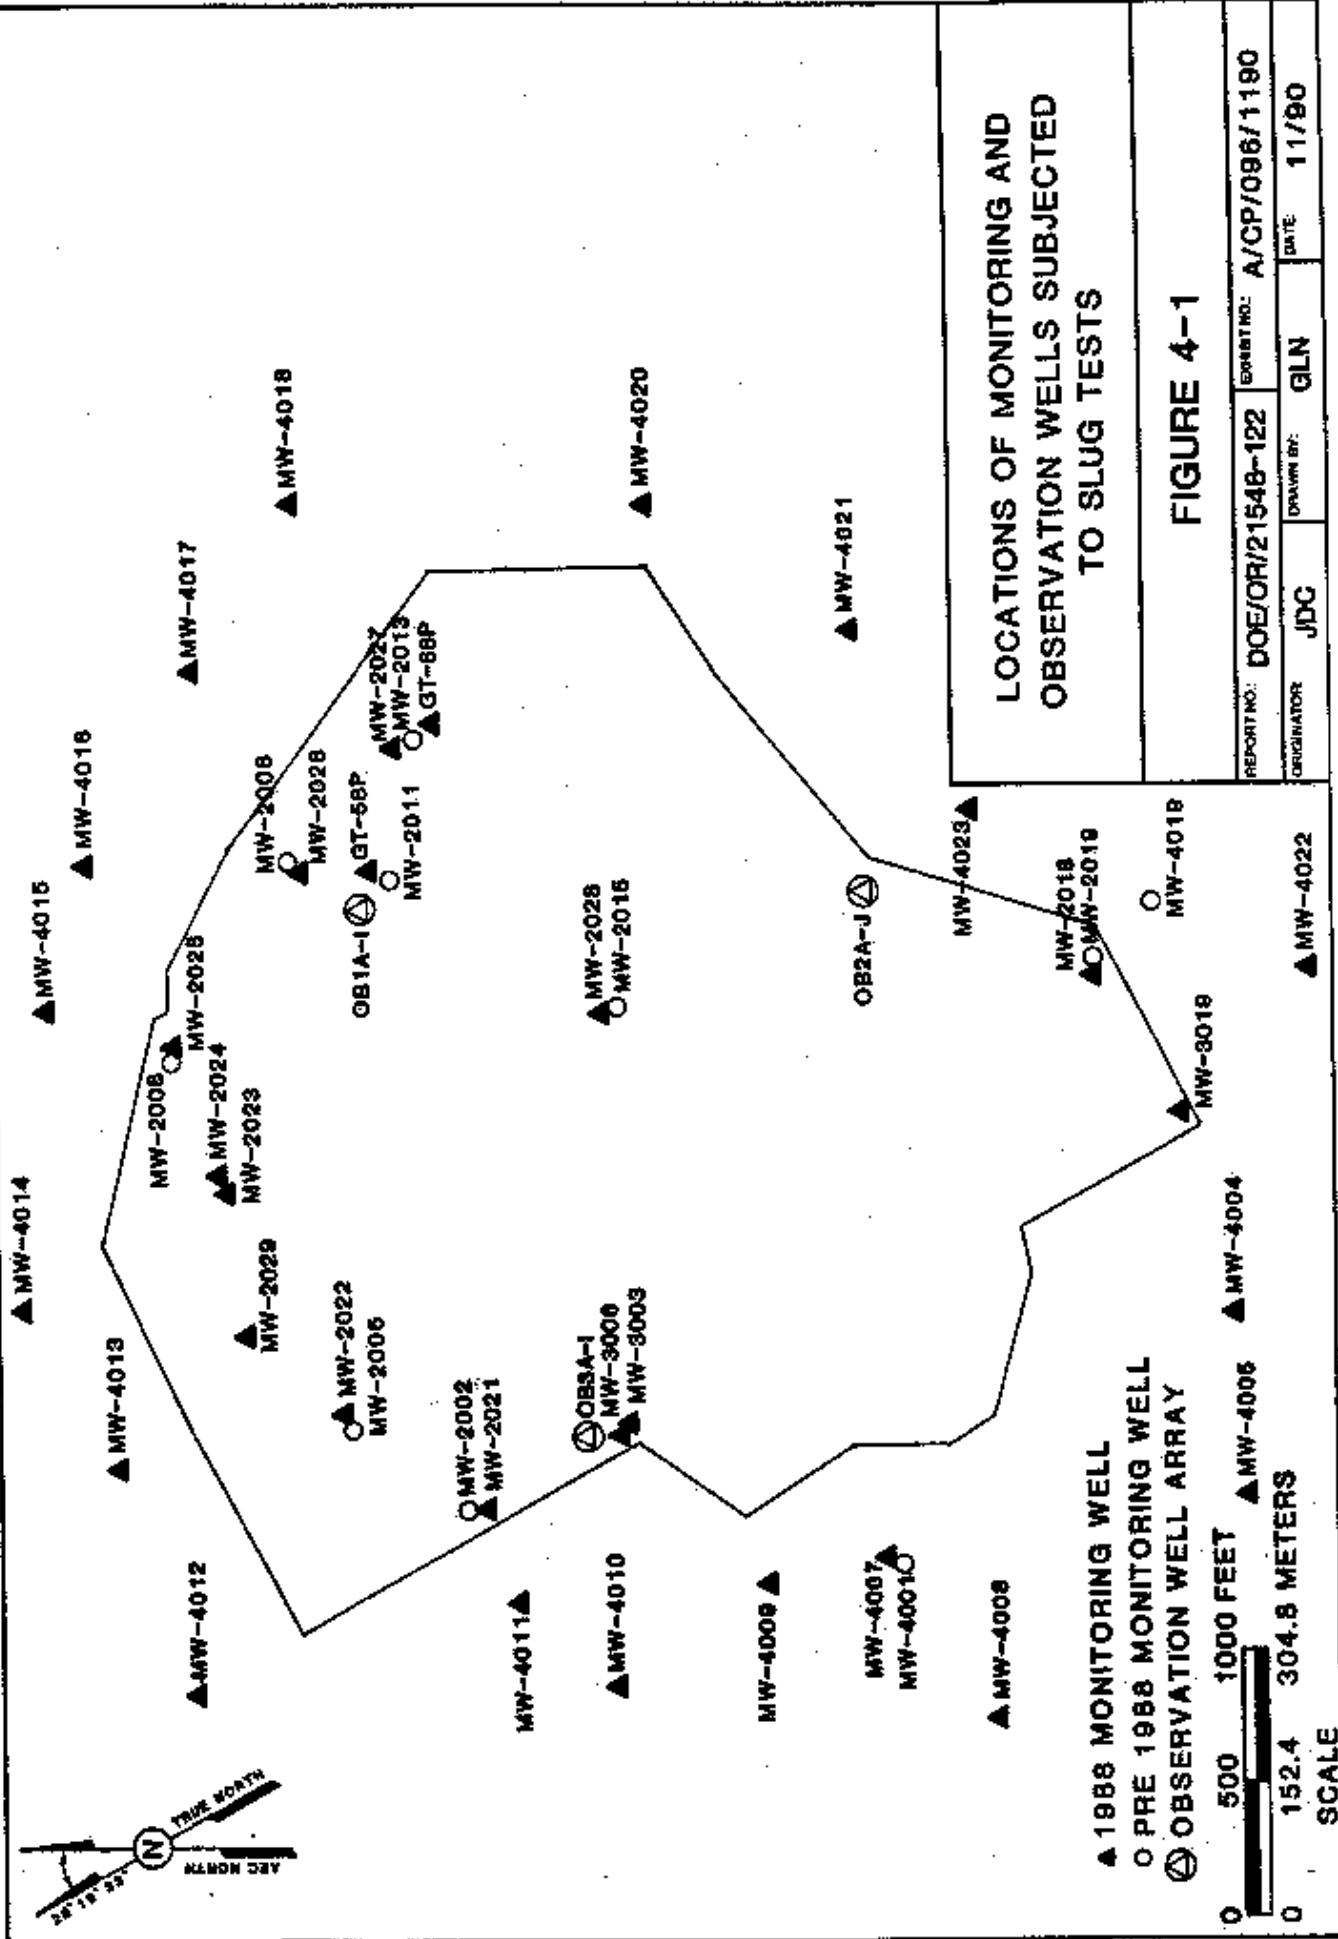 MW-4014
MW-4015
MW-4016
MW-4017
MW-4018
MW-4013
MW-4012
MW-2006
MW-2025
MW-2024
MW-2023
MW-2029
MW-2008
MW-2026
MW-2022
MW-2005
OB1A-I
GT-58P
MW-2011
MW-2027
MW-2013
GT-66P
MW-2002
MW-2021
OB3A-I
MW-3006
MW-3003
MW-2028
MW-2015
MW-4020
MW-4011
MW-4010
MW-4009
MW-4007
MW-4001
MW-4008
OB2A-J
MW-4021
MW-4023
MW-2018
MW-2019
MW-4019
MW-3019
MW-4022
MW-4004
MW-4005
TRUE NORTH
N
AEC NORTH
1988 MONITORING WELL
PRE 1988 MONITORING WELL
OBSERVATION WELL ARRAY
0 500 1000 FEET
0 152.4 304.8 METERS
SCALE
LOCATIONS OF MONITORING AND
OBSERVATION WELLS SUBJECTED
TO SLUG TESTS
FIGURE 4-1
REPORT NO.: DOE/OR/21548-122 EXHIBIT NO.: A/CP/096/1190
ORIGINATOR: JDC DRAWN BY: GLN DATE: 11/90